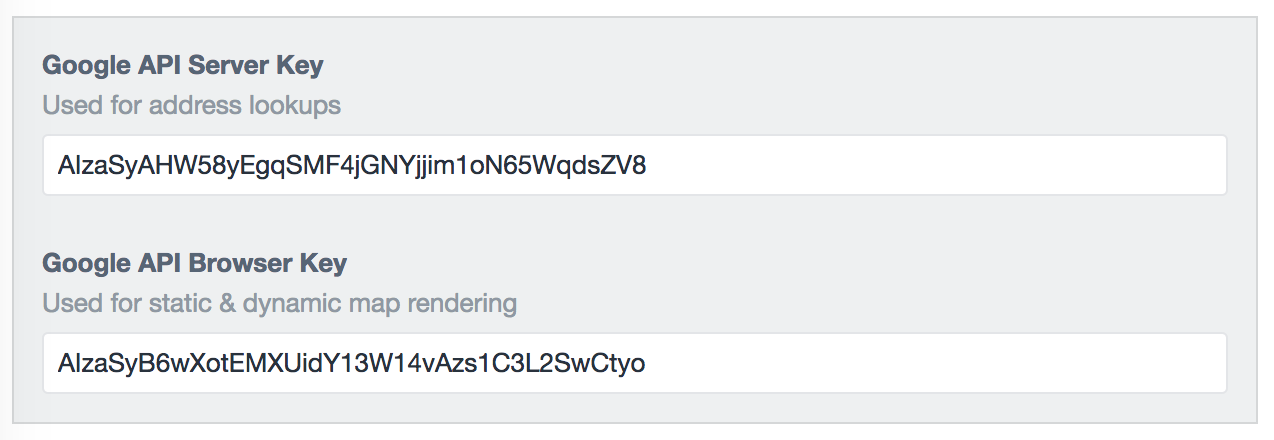 Google API Server Key
Used for address lookups
AIzaSyAHW58yEgqSMF4jGNYjjim1oN65WqdsZV8
Google API Browser Key
Used for static & dynamic map rendering
AIzaSyB6wXotEMXUidY13W14vAzs1C3L2SwCtyo